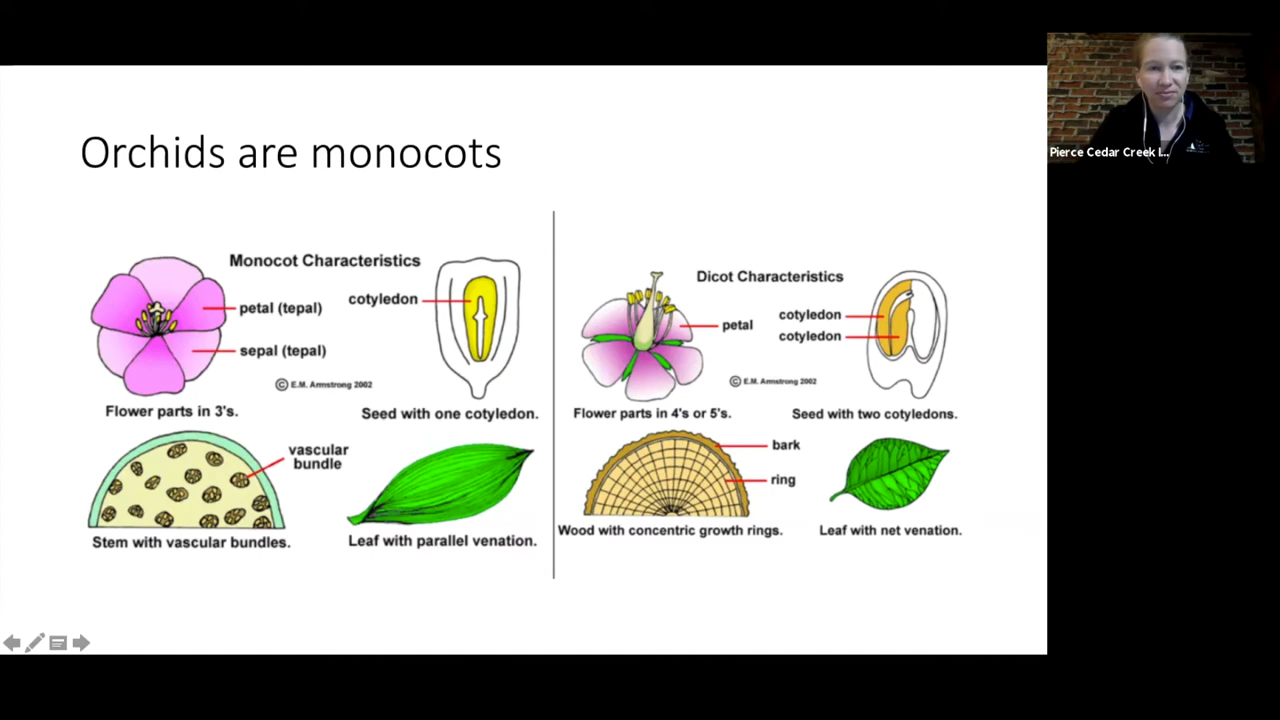 Orchids are monocots
Monocot Characteristics
petal (tepal)
sepal (tepal)
© E.M. Armstrong 2002
Flower parts in 3's.
cotyledon
Seed with one cotyledon.
vascular
bundle
Stem with vascular bundles.
Leaf with parallel venation.
Dicot Characteristics
petal
© E.M. Armstrong 2002
Flower parts in 4's or 5's.
cotyledon
cotyledon
Seed with two cotyledons.
bark
ring
Wood with concentric growth rings.
Leaf with net venation.
Pierce Cedar Creek I...